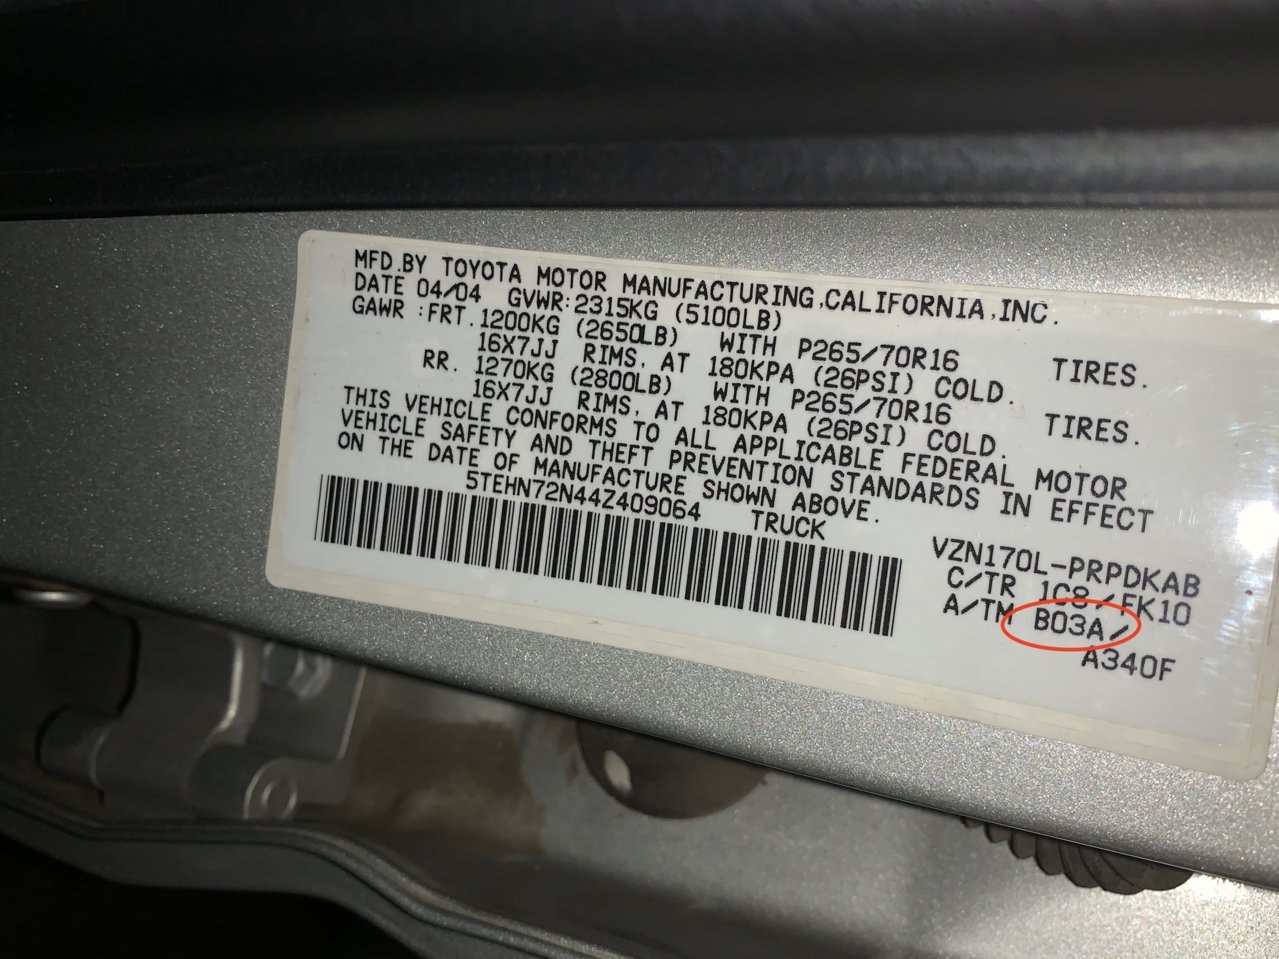 MFD.BY TOYOTA MOTOR MANUFACTURING,CALIFORNIA,INC.
DATE 04/04 GVWR:2315KG (5100LB)
GAWR :FRT.1200KG (2650LB) WITH P265/70R16 TIRES.
16X7JJ RIMS, AT 180KPA (26PSI) COLD.
RR. 1270KG (2800LB) WITH P265/70R16 TIRES.
16X7JJ RIMS, AT 180KPA (26PSI) COLD.
THIS VEHICLE CONFORMS TO ALL APPLICABLE FEDERAL MOTOR
VEHICLE SAFETY AND THEFT PREVENTION STANDARDS IN EFFECT
ON THE DATE OF MANUFACTURE SHOWN ABOVE.
5TEHN72N44Z409064 TRUCK
VZN170L-PRPDKAB
C/TR 1C8/FK10
A/TM B03A/
A340F